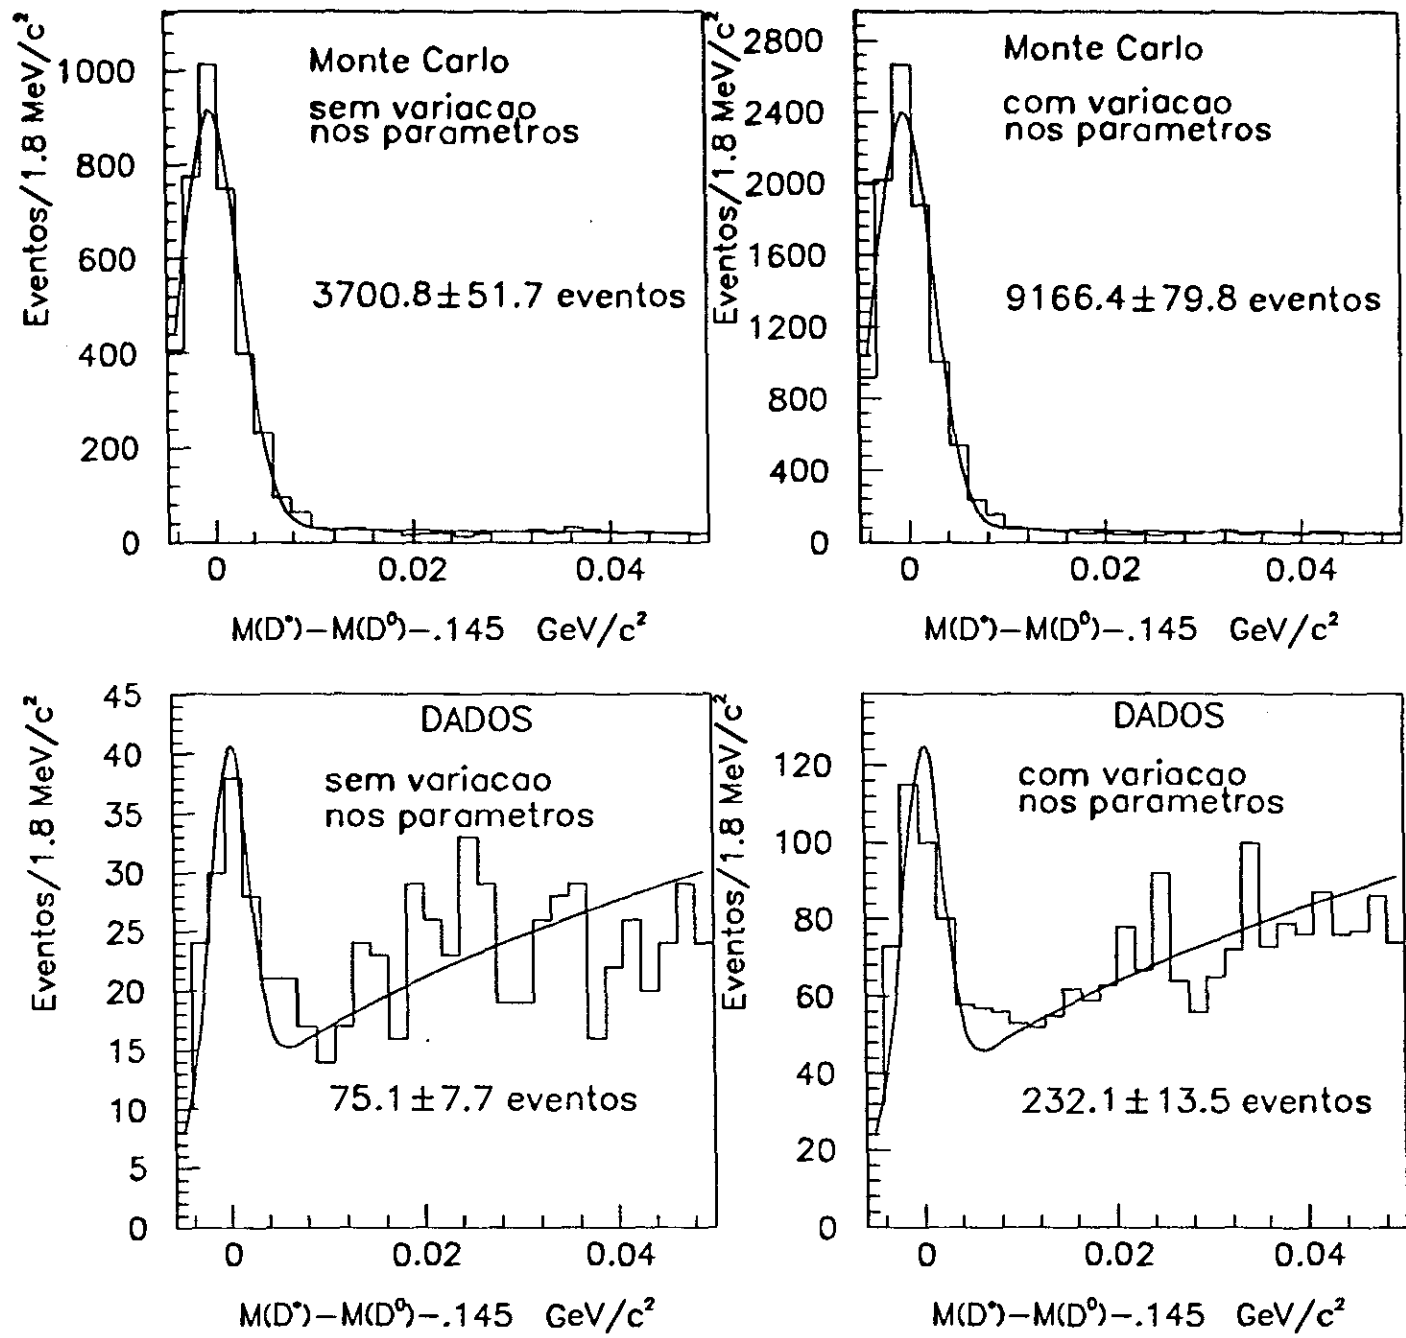 Eventos/1.8 MeV/c²
1000
800
600
400
200
0
Monte Carlo
sem variacao
nos parametros
3700.8±51.7 eventos
0 0.02 0.04
M(D*)−M(D⁰)−.145 GeV/c²
Eventos/1.8 MeV/c²
2800
2400
2000
1600
1200
800
400
0
Monte Carlo
com variacao
nos parametros
9166.4±79.8 eventos
0 0.02 0.04
M(D*)−M(D⁰)−.145 GeV/c²
Eventos/1.8 MeV/c²
45
40
35
30
25
20
15
10
5
0
DADOS
sem variacao
nos parametros
75.1±7.7 eventos
0 0.02 0.04
M(D*)−M(D⁰)−.145 GeV/c²
Eventos/1.8 MeV/c²
120
100
80
60
40
20
0
DADOS
com variacao
nos parametros
232.1±13.5 eventos
0 0.02 0.04
M(D*)−M(D⁰)−.145 GeV/c²